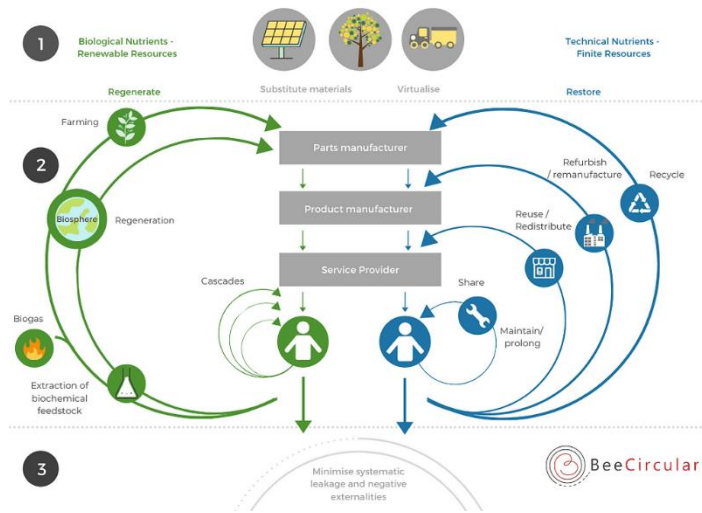 1
Biological Nutrients -
Renewable Resources
Technical Nutrients -
Finite Resources
Regenerate
Substitute materials
Virtualise
Restore
Farming
Parts manufacturer
2
Refurbish
/ remanufacture
Recycle
Biosphere
Regeneration
Product manufacturer
Reuse /
Redistribute
Service Provider
Cascades
Share
Biogas
Maintain/
prolong
Extraction of
biochemical
feedstock
3
Minimise systematic
leakage and negative
externalities
BeeCircular